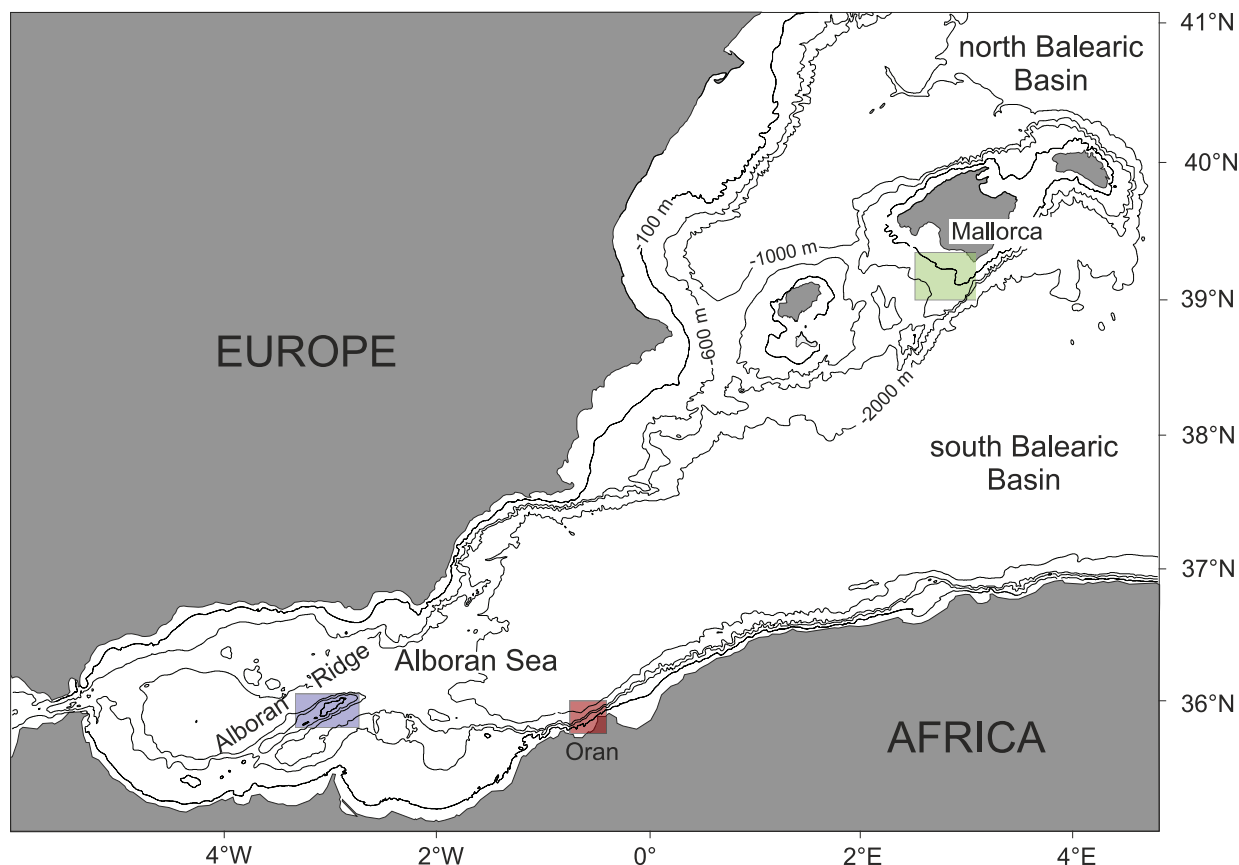 41°N
north Balearic
Basin
40°N
-100 m
Mallorca
-1000 m
39°N
-600 m
EUROPE
-2000 m
38°N
south Balearic
Basin
37°N
Alboran Sea
Alboran Ridge
36°N
Oran
AFRICA
4°W 2°W 0° 2°E 4°E